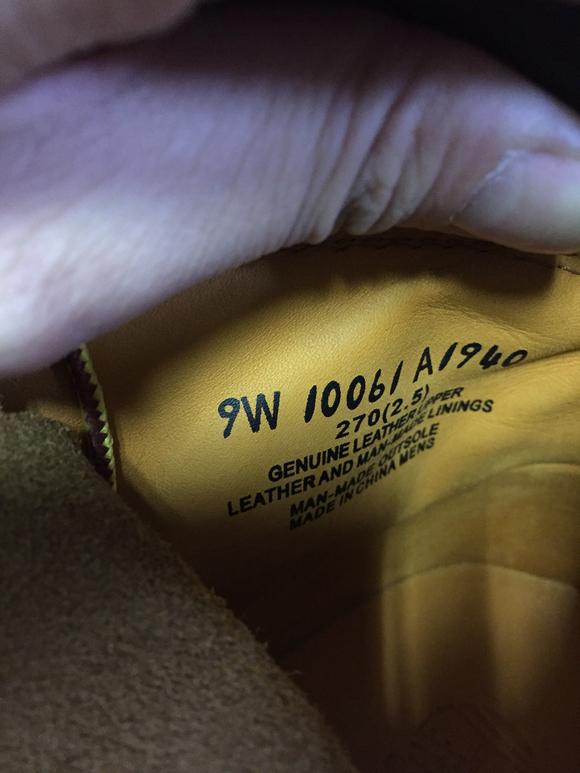 9W 10061 A1940
270(2.5)
GENUINE LEATHER UPPER
LEATHER AND MAN-MADE LININGS
MAN-MADE OUTSOLE
MADE IN CHINA MENS